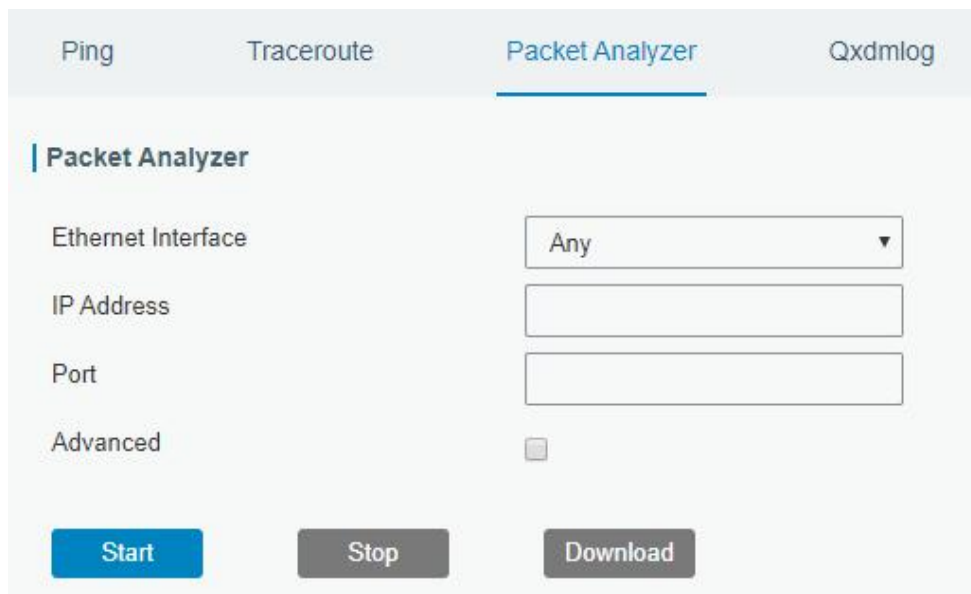 Ping Traceroute Packet Analyzer Qxdmlog
Packet Analyzer
Ethernet Interface Any
IP Address
Port
Advanced
Start Stop Download